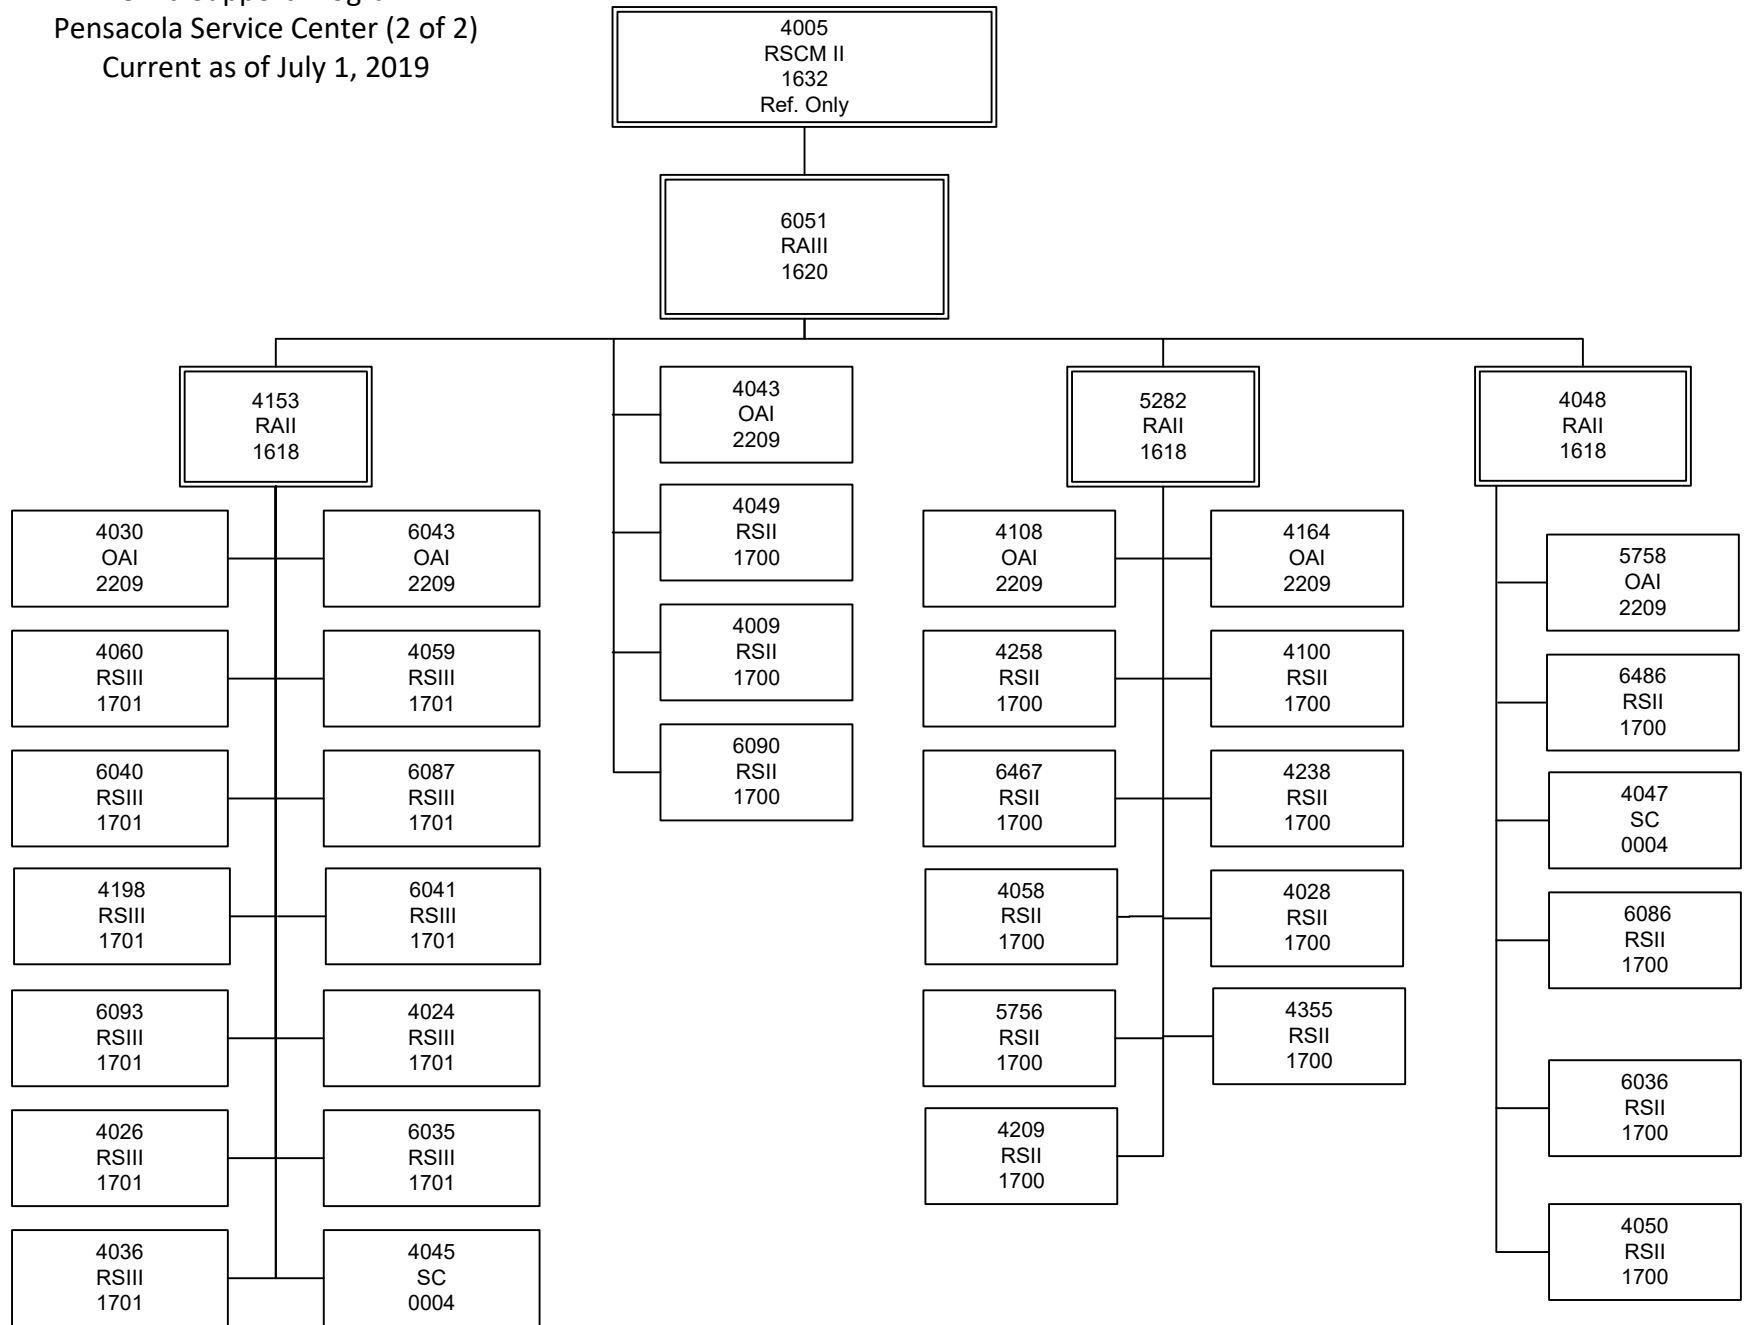 Pensacola Service Center (2 of 2)
Current as of July 1, 2019
4005
RSCM II
1632
Ref. Only
6051
RAIII
1620
4153
RAII
1618
4030
OAI
2209
6043
OAI
2209
4060
RSIII
1701
4059
RSIII
1701
6040
RSIII
1701
6087
RSIII
1701
4198
RSIII
1701
6041
RSIII
1701
6093
RSIII
1701
4024
RSIII
1701
4026
RSIII
1701
6035
RSIII
1701
4036
RSIII
1701
4045
SC
0004
4043
OAI
2209
4049
RSII
1700
4009
RSII
1700
6090
RSII
1700
5282
RAII
1618
4108
OAI
2209
4164
OAI
2209
4258
RSII
1700
4100
RSII
1700
6467
RSII
1700
4238
RSII
1700
4058
RSII
1700
4028
RSII
1700
5756
RSII
1700
4355
RSII
1700
4209
RSII
1700
4048
RAII
1618
5758
OAI
2209
6486
RSII
1700
4047
SC
0004
6086
RSII
1700
6036
RSII
1700
4050
RSII
1700